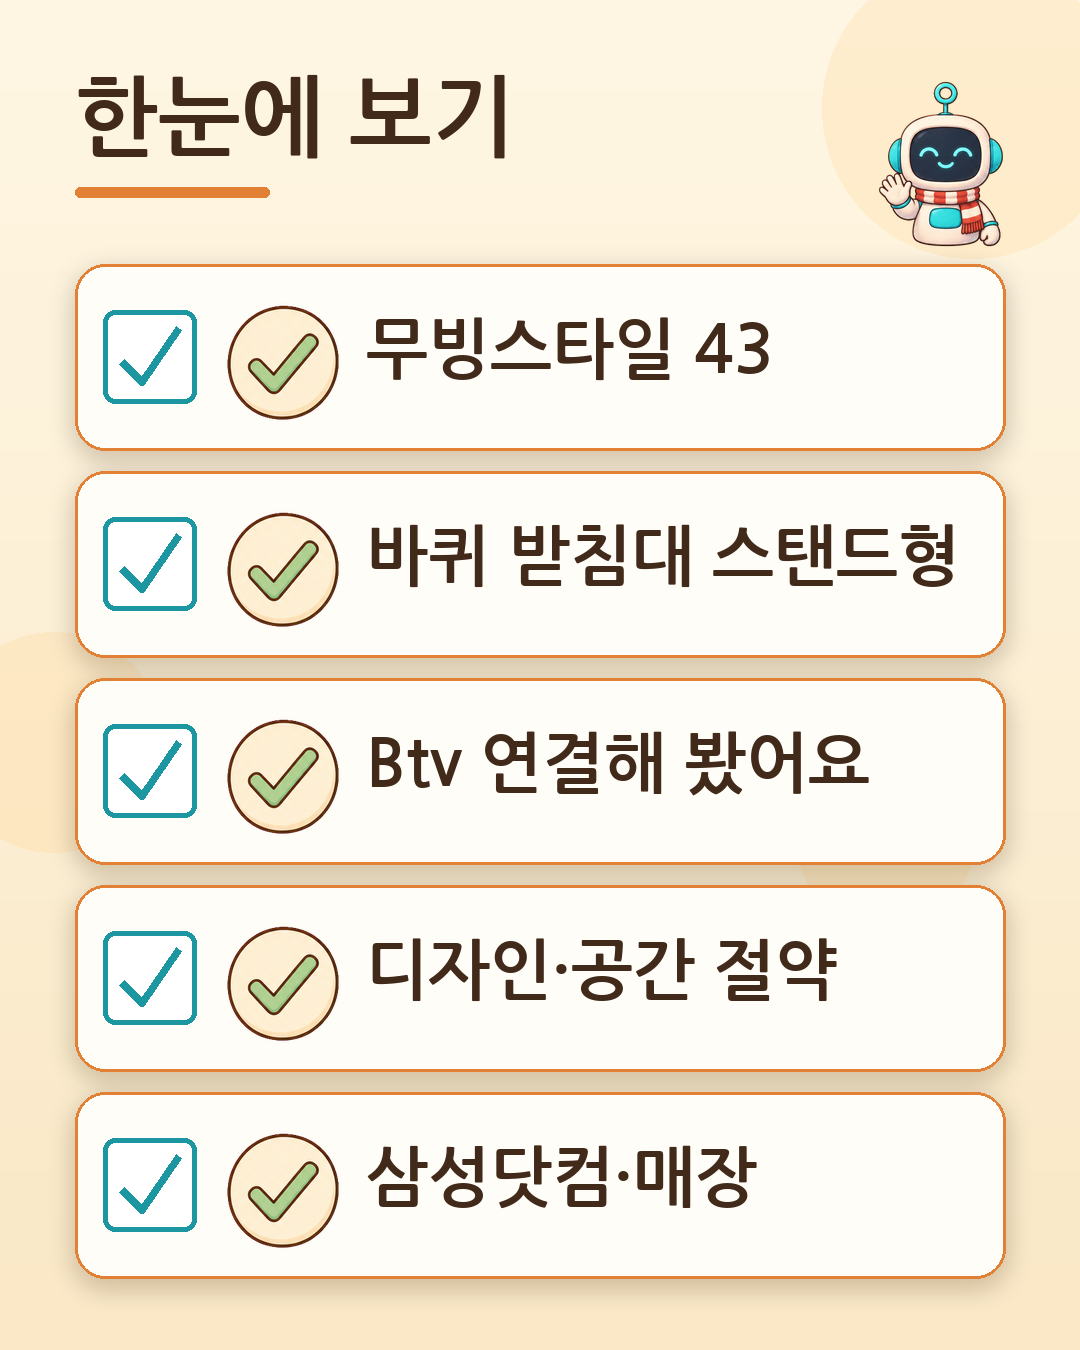 한눈에 보기
무빙스타일 43
바퀴 받침대 스탠드형
Btv 연결해 봤어요
디자인·공간 절약
삼성닷컴·매장